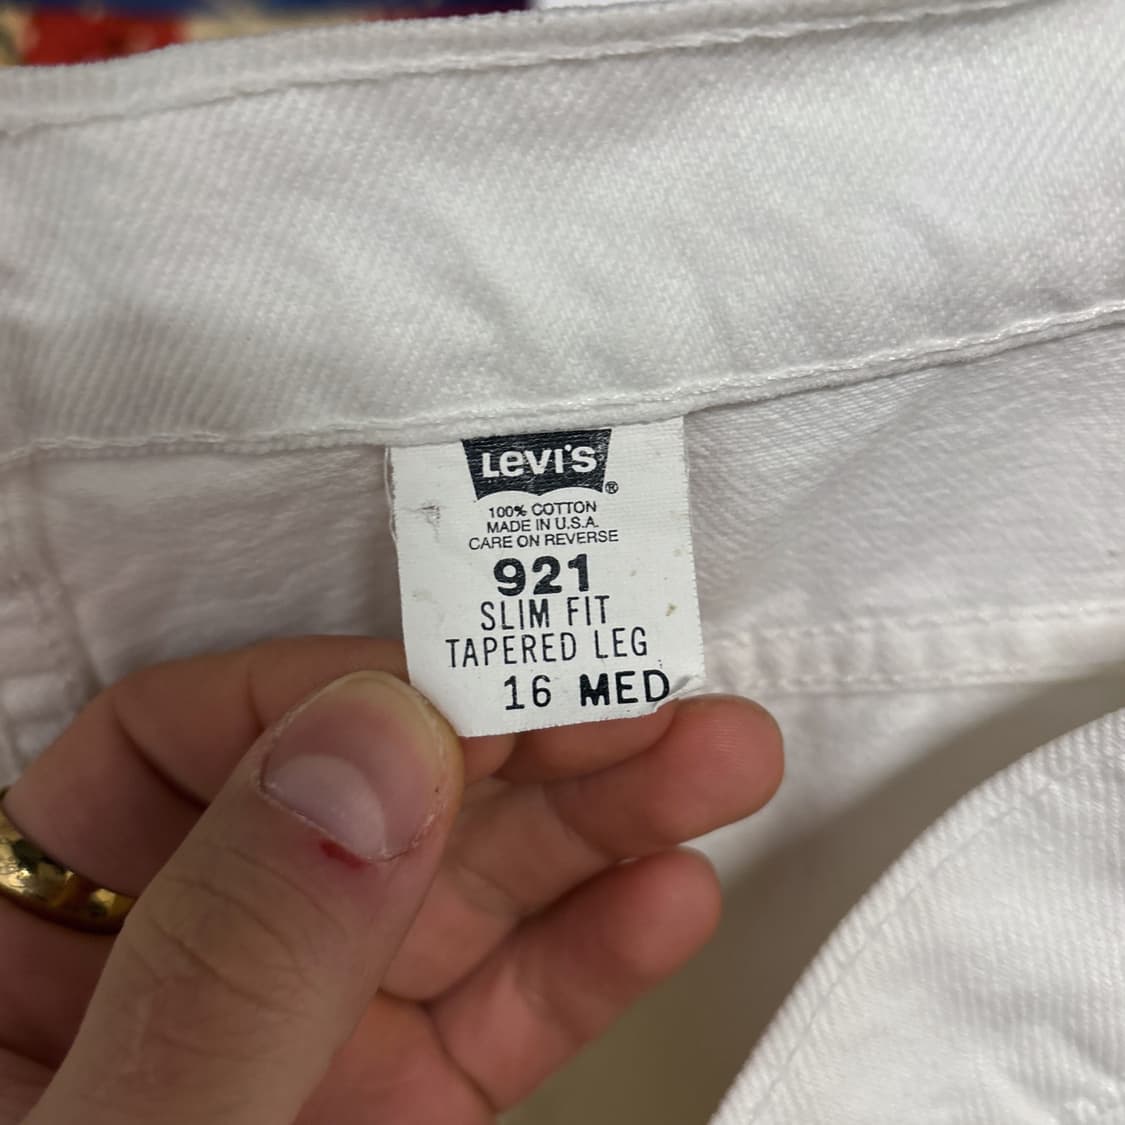 Levi's®
100% COTTON
MADE IN U.S.A.
CARE ON REVERSE
921
SLIM FIT
TAPERED LEG
16 MED